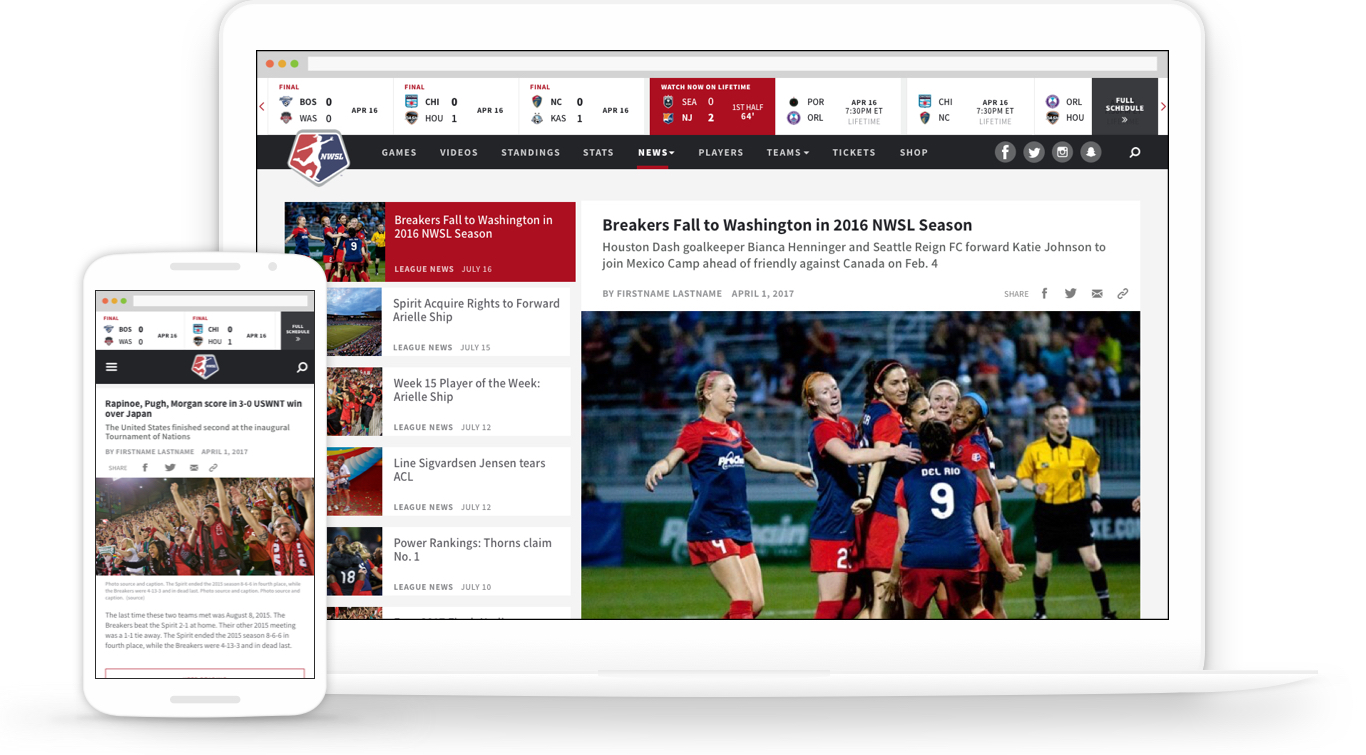 FINAL
BOS 0
WAS 0
APR 16
FINAL
CHI 0
HOU 1
APR 16
FINAL
NC 0
KAS 1
APR 16
WATCH NOW ON LIFETIME
SEA 0
NJ 2
1ST HALF
64'
POR
ORL
APR 16
7:30PM ET
LIFETIME
CHI
NC
APR 16
7:30PM ET
LIFETIME
ORL
HOU
FULL
SCHEDULE
»
NWSL
GAMES VIDEOS STANDINGS STATS NEWS PLAYERS TEAMS TICKETS SHOP
Breakers Fall to Washington in
2016 NWSL Season
LEAGUE NEWS JULY 16
Spirit Acquire Rights to Forward
Arielle Ship
LEAGUE NEWS JULY 15
Week 15 Player of the Week:
Arielle Ship
LEAGUE NEWS JULY 12
Line Sigvardsen Jensen tears
ACL
LEAGUE NEWS JULY 12
Power Rankings: Thorns claim
No. 1
LEAGUE NEWS JULY 10
18
Breakers Fall to Washington in 2016 NWSL Season
Houston Dash goalkeeper Bianca Henninger and Seattle Reign FC forward Katie Johnson to
join Mexico Camp ahead of friendly against Canada on Feb. 4
BY FIRSTNAME LASTNAME APRIL 1, 2017
SHARE
DEL RIO
9
4
2
FINAL
BOS 0
WAS 0
APR 16
FINAL
CHI 0
HOU 1
APR 16
FULL
SCHEDULE
»
Rapinoe, Pugh, Morgan score in 3-0 USWNT win
over Japan
The United States finished second at the inaugural
Tournament of Nations
BY FIRSTNAME LASTNAME APRIL 1, 2017
SHARE
Photo source and caption. The Spirit ended the 2015 season 8-6-6 in fourth place, while
the Breakers were 4-13-3 and in dead last. Photo source and caption. Photo source and
caption. (source)
The last time these two teams met was August 8, 2015. The
Breakers beat the Spirit 2-1 at home. Their other 2015 meeting
was a 1-1 tie away. The Spirit ended the 2015 season 8-6-6 in
fourth place, while the Breakers were 4-13-3 and in dead last.